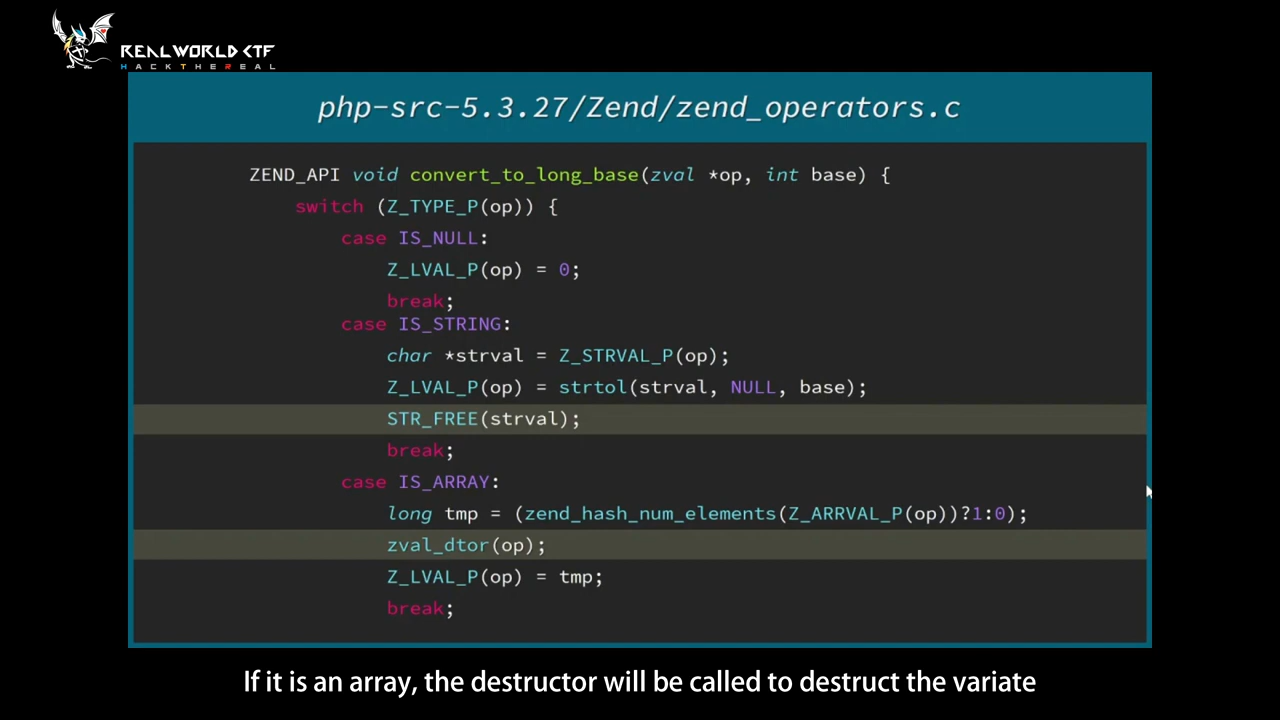 REALWORLD CTF
HACKTHEREAL
php-src-5.3.27/Zend/zend_operators.c
ZEND_API void convert_to_long_base(zval *op, int base) {
switch (Z_TYPE_P(op)) {
case IS_NULL:
Z_LVAL_P(op) = 0;
break;
case IS_STRING:
char *strval = Z_STRVAL_P(op);
Z_LVAL_P(op) = strtol(strval, NULL, base);
STR_FREE(strval);
break;
case IS_ARRAY:
long tmp = (zend_hash_num_elements(Z_ARRVAL_P(op))?1:0);
zval_dtor(op);
Z_LVAL_P(op) = tmp;
break;
If it is an array, the destructor will be called to destruct the variate